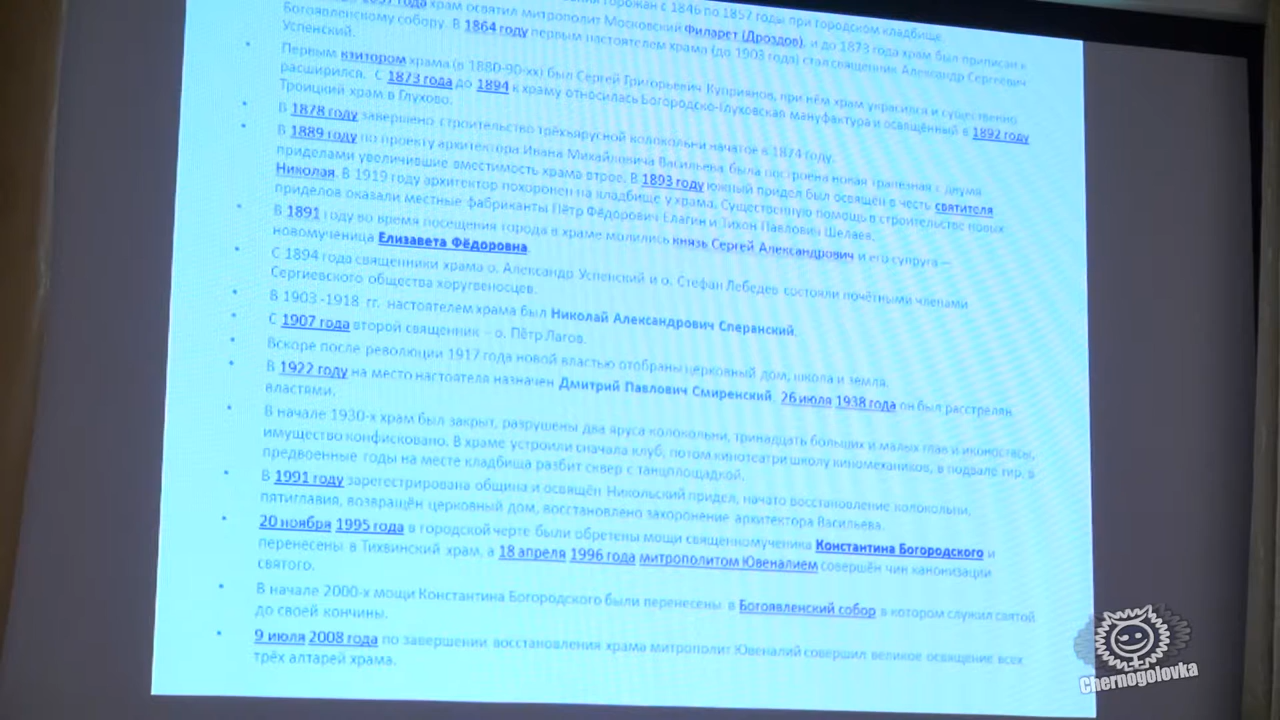 горожан с 1846 по 1857 годы при городском кладбище.
года храм освятил митрополит Московский Филарет (Дроздов), и до 1873 года храм был приписан к
Богоявленскому собору. В 1864 году первым настоятелем храма (до 1903 года) стал священник Александр Сергеевич
Успенский.
Первым ктитором храма (в 1880-90-хх) был Сергей Григорьевич Куприянов, при нём храм украсился и существенно
расширился. С 1873 года до 1894 к храму относилась Богородско-Глуховская мануфактура и освящённый в 1892 году
Троицкий храм в Глухово.
В 1878 году завершено строительство трёхъярусной колокольни начатое в 1874 году.
В 1889 году по проекту архитектора Ивана Михайловича Васильева была построена новая трапезная с двумя
приделами увеличившие вместимость храма втрое. В 1893 году южный придел был освящён в честь святителя
Николая. В 1919 году архитектор похоронен на кладбище у храма. Существенную помощь в строительстве новых
приделов оказали местные фабриканты Пётр Фёдорович Елагин и Тихон Павлович Шелаев.
В 1891 году во время посещения города в храме молились князь Сергей Александрович и его супруга —
новомученица Елизавета Фёдоровна.
С 1894 года священники храма о. Александр Успенский и о. Стефан Лебедев состояли почётными членами
Сергиевского общества хоругвеносцев.
В 1903 -1918 гг. настоятелем храма был Николай Александрович Сперанский.
С 1907 года второй священник – о. Пётр Лагов.
Вскоре после революции 1917 года новой властью отобраны церковный дом, школа и земля.
В 1922 году на место настоятеля назначен Дмитрий Павлович Смиренский. 26 июля 1938 года он был расстрелян
властями.
В начале 1930-х храм был закрыт, разрушены два яруса колокольни, тринадцать больших и малых глав и иконостасы,
имущество конфисковано. В храме устроили сначала клуб, потом кинотеатри школу киномехаников, в подвале тир, в
предвоенные годы на месте кладбища разбит сквер с танцплощадкой.
В 1991 году зарегестрирована община и освящён Никольский придел, начато восстановление колокольни,
пятиглавия, возвращён церковный дом, восстановлено захоронение архитектора Васильева.
20 ноября 1995 года в городской черте были обретены мощи священномученика Константина Богородского и
перенесены в Тихвинский храм, а 18 апреля 1996 года митрополитом Ювеналием совершён чин канонизации
святого.
В начале 2000-х мощи Константина Богородского были перенесены в Богоявленский собор в котором служил святой
до своей кончины.
9 июля 2008 года по завершении восстановления храма митрополит Ювеналий совершил великое освящение всех
трёх алтарей храма.
Chernogolovka